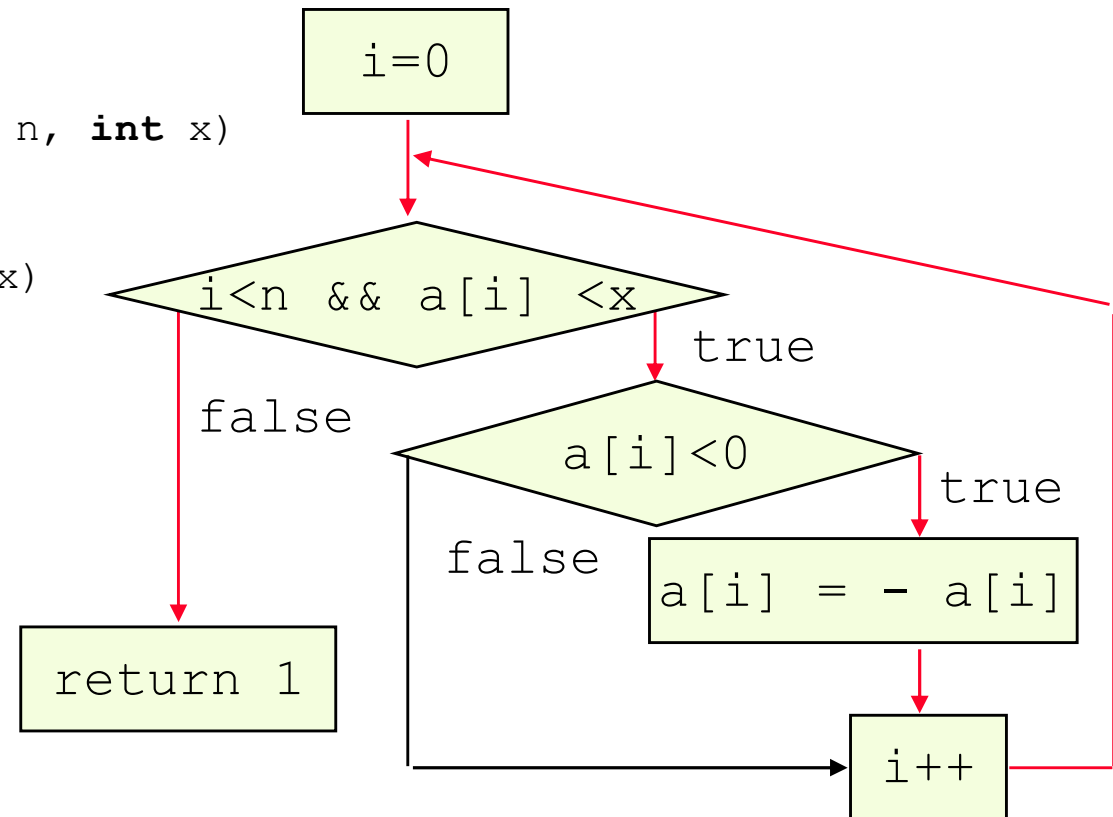 i=0
n, int x)
x)
i<n && a[i] <x
true
false
a[i]<0
true
false
a[i] = - a[i]
return 1
i++